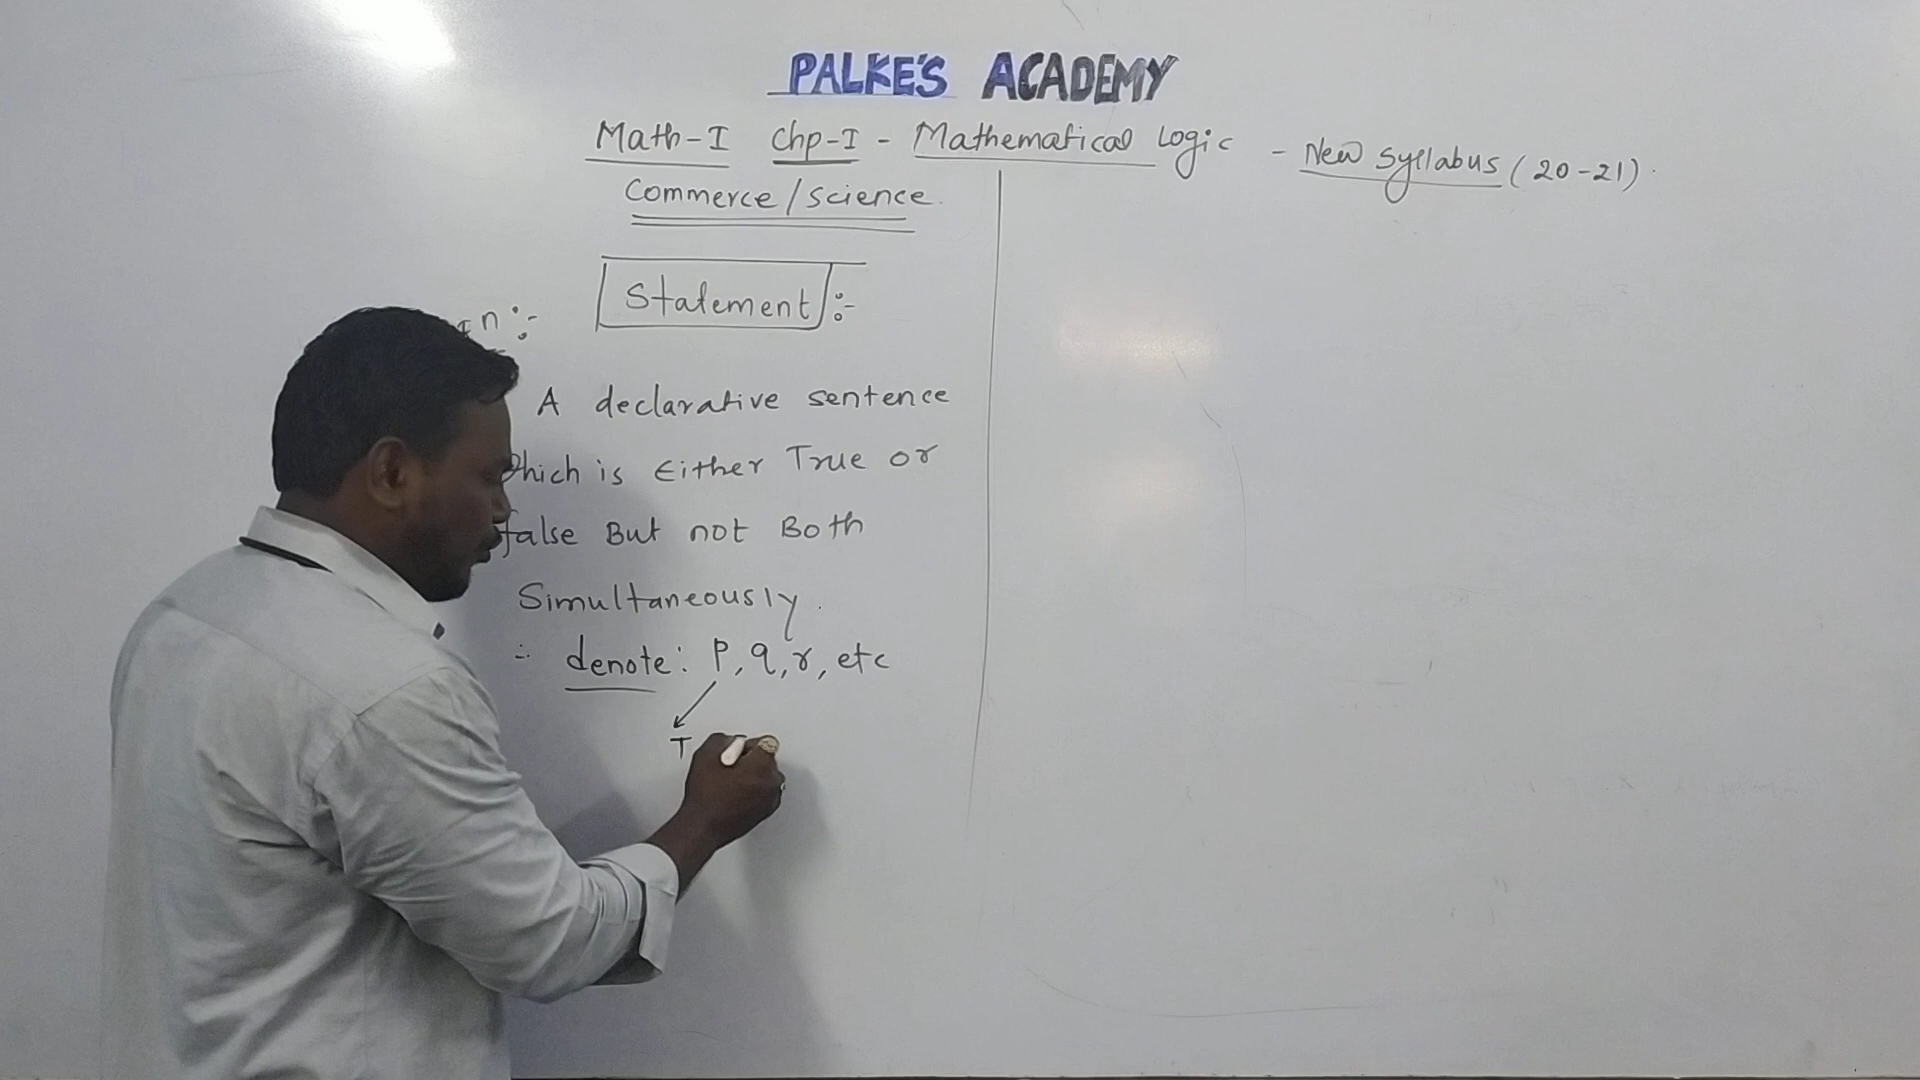 PALKE'S ACADEMY
Math-I Chp-I - Mathematical Logic - New Syllabus (20-21).
Commerce/science.
Statement :-
A declarative sentence
which is Either True or
false But not Both
Simultaneously.
∴ denote: P, q, r, etc
T